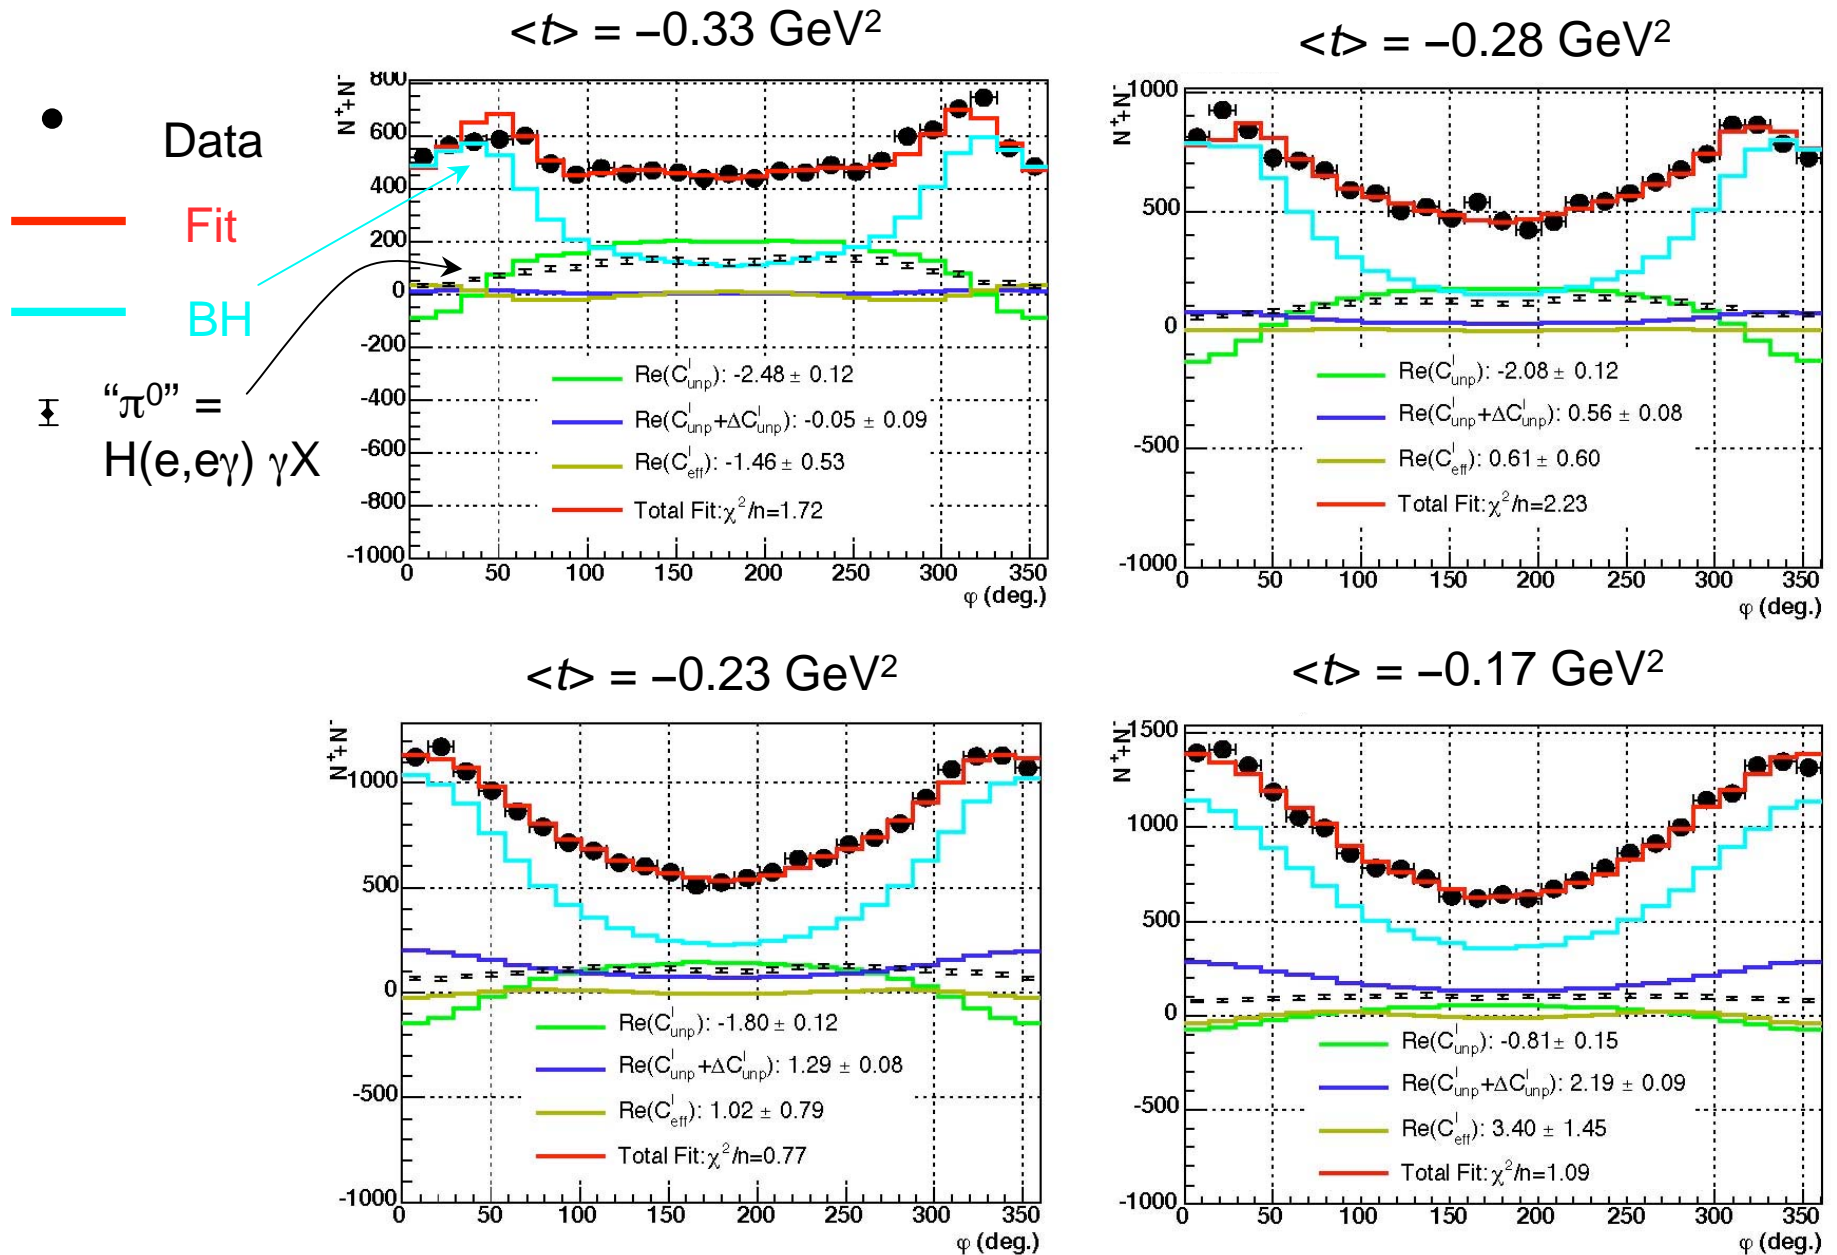 <t> = −0.33 GeV²
<t> = −0.28 GeV²
Data
Fit
BH
“π⁰” =
H(e,eγ) γX
N⁺+N⁻
800
600
400
200
0
-200
-400
-600
-800
-1000
Re(C^I_unp): -2.48 ± 0.12
Re(C^I_unp+ΔC^I_unp): -0.05 ± 0.09
Re(C^I_eff): -1.46 ± 0.53
Total Fit:χ²/n=1.72
0 50 100 150 200 250 300 350
φ (deg.)
N⁺+N⁻
1000
500
0
-500
-1000
Re(C^I_unp): -2.08 ± 0.12
Re(C^I_unp+ΔC^I_unp): 0.56 ± 0.08
Re(C^I_eff): 0.61 ± 0.60
Total Fit:χ²/n=2.23
0 50 100 150 200 250 300 350
φ (deg.)
<t> = −0.23 GeV²
<t> = −0.17 GeV²
N⁺+N⁻
1000
500
0
-500
-1000
Re(C^I_unp): -1.80 ± 0.12
Re(C^I_unp+ΔC^I_unp): 1.29 ± 0.08
Re(C^I_eff): 1.02 ± 0.79
Total Fit:χ²/n=0.77
0 50 100 150 200 250 300 350
φ (deg.)
N⁺+N⁻
1500
1000
500
0
-500
-1000
Re(C^I_unp): -0.81 ± 0.15
Re(C^I_unp+ΔC^I_unp): 2.19 ± 0.09
Re(C^I_eff): 3.40 ± 1.45
Total Fit:χ²/n=1.09
0 50 100 150 200 250 300 350
φ (deg.)